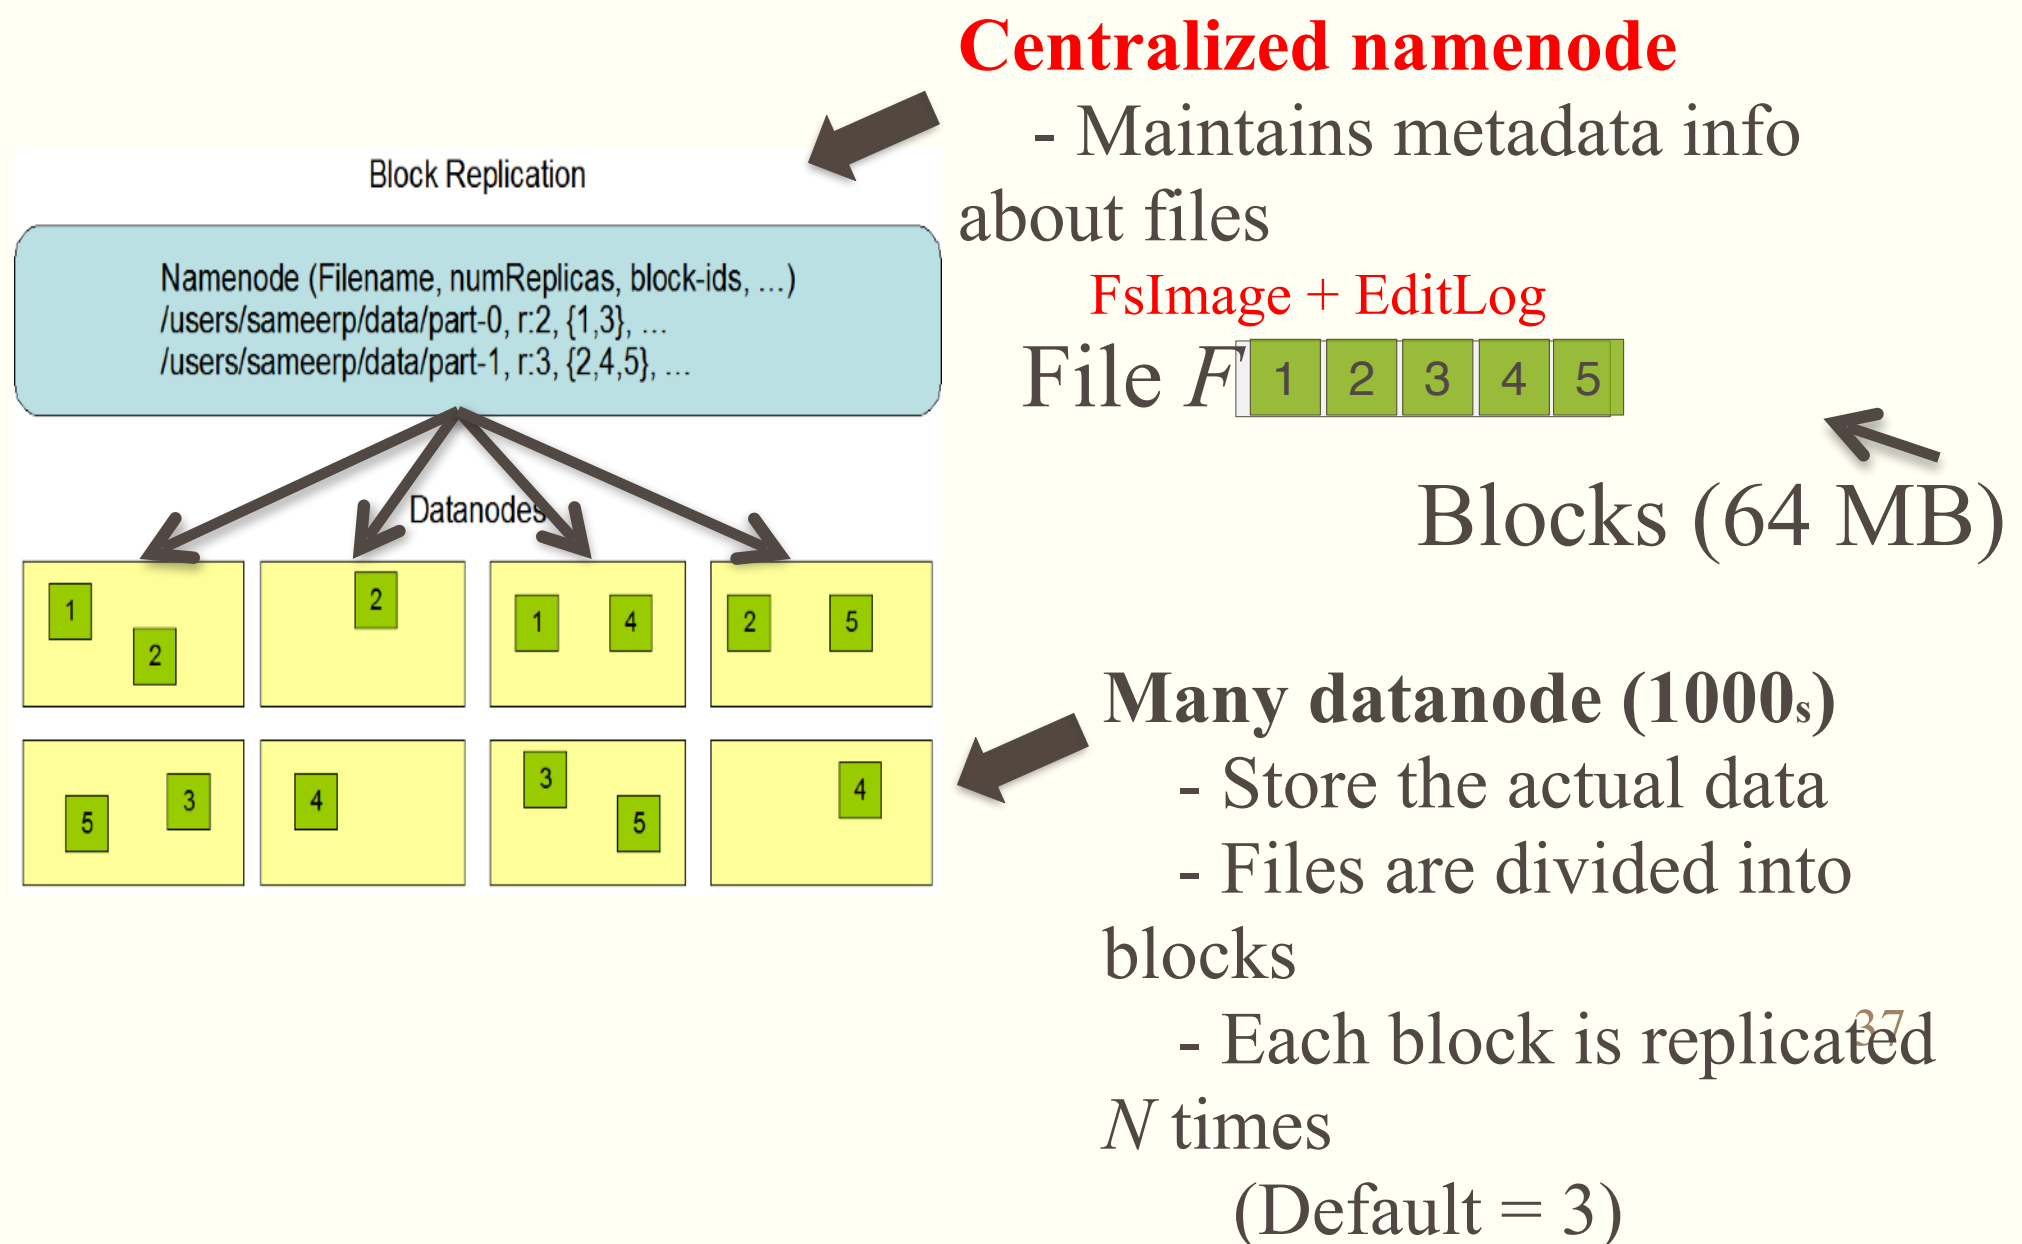 Centralized namenode
- Maintains metadata info
about files
FsImage + EditLog
File F 1 2 3 4 5
Blocks (64 MB)
Block Replication
Namenode (Filename, numReplicas, block-ids, ...)
/users/sameerp/data/part-0, r:2, {1,3}, ...
/users/sameerp/data/part-1, r:3, {2,4,5}, ...
Datanodes
1 2 2 1 4 2 5
5 3 4 3 5 4
Many datanode (1000s)
- Store the actual data
- Files are divided into
blocks
- Each block is replicated
N times
(Default = 3)
37